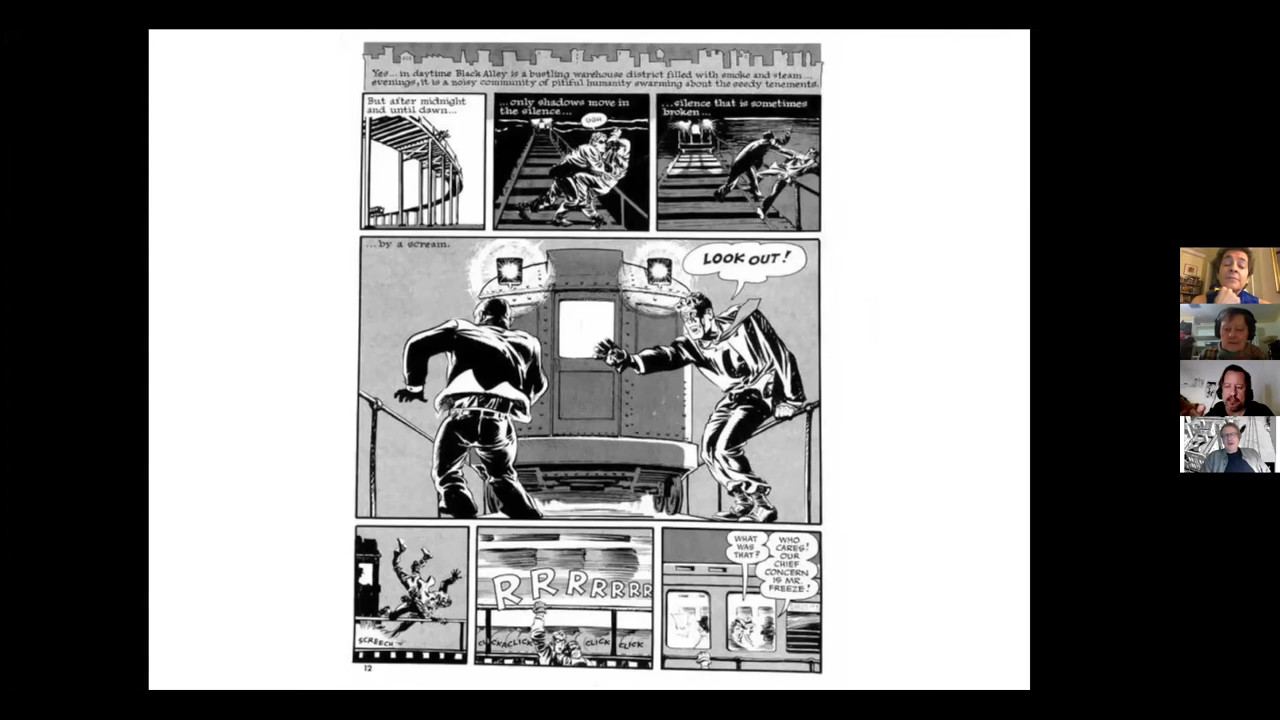 Yes... in daytime Black Alley is a bustling warehouse district filled with smoke and steam...
evenings, it is a noisy community of pitiful humanity swarming about the seedy tenements.
But after midnight
and until dawn...
...only shadows move in
the silence...
UGH
...silence that is sometimes
broken...
...by a scream.
LOOK OUT!
SCREECH
RRRRRRRR
CLICKACLICK
CLICK
CLICK
WHAT
WAS
THAT?
WHO
CARES!
OUR
CHIEF
CONCERN
IS MR.
FREEZE!
12